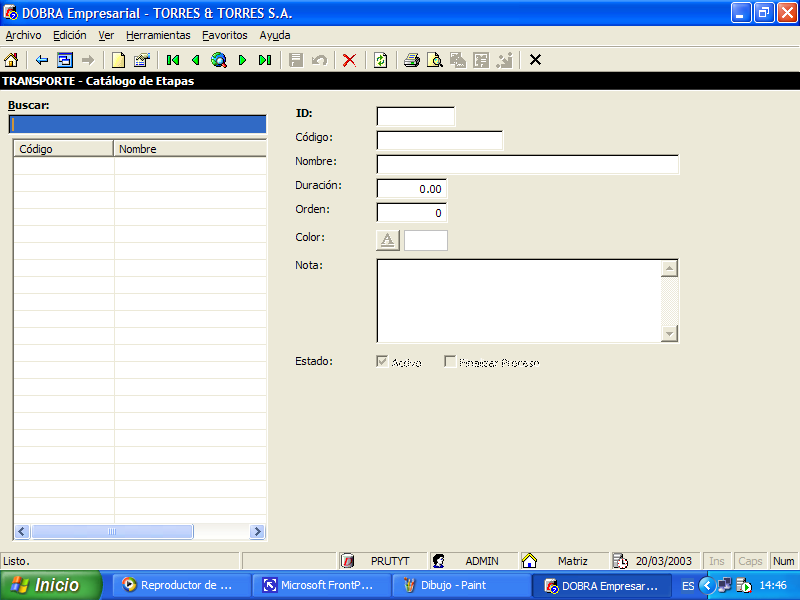 DOBRA Empresarial - TORRES & TORRES S.A.
Archivo Edición Ver Herramientas Favoritos Ayuda
TRANSPORTE - Catálogo de Etapas
Buscar:
Código Nombre
ID:
Código:
Nombre:
Duración: 0.00
Orden: 0
Color: A
Nota:
Estado: Activo Finalizar Proceso
Listo. PRUTYT ADMIN Matriz 20/03/2003 Ins Caps Num
Inicio Reproductor de ... Microsoft FrontP... Dibujo - Paint DOBRA Empresar... ES 14:46